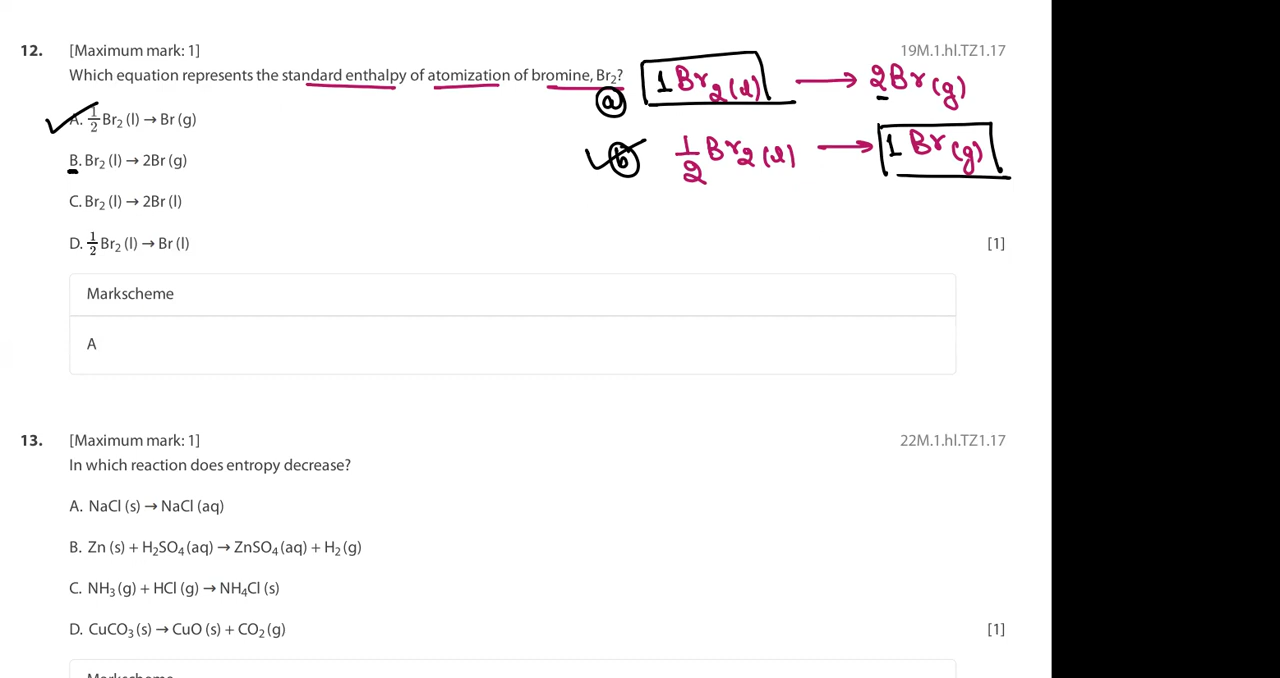 12. [Maximum mark: 1] 19M.1.hl.TZ1.17
Which equation represents the standard enthalpy of atomization of bromine, Br₂? 1 Br₂(l) → 2Br(g)
ⓐ
A. ½ Br₂ (l) → Br (g)
ⓑ ½ Br₂(l) → 1 Br(g)
B. Br₂ (l) → 2Br (g)
C. Br₂ (l) → 2Br (l)
D. ½ Br₂ (l) → Br (l) [1]
Markscheme
A
13. [Maximum mark: 1] 22M.1.hl.TZ1.17
In which reaction does entropy decrease?
A. NaCl (s) → NaCl (aq)
B. Zn (s) + H₂SO₄ (aq) → ZnSO₄ (aq) + H₂ (g)
C. NH₃ (g) + HCl (g) → NH₄Cl (s)
D. CuCO₃ (s) → CuO (s) + CO₂ (g) [1]